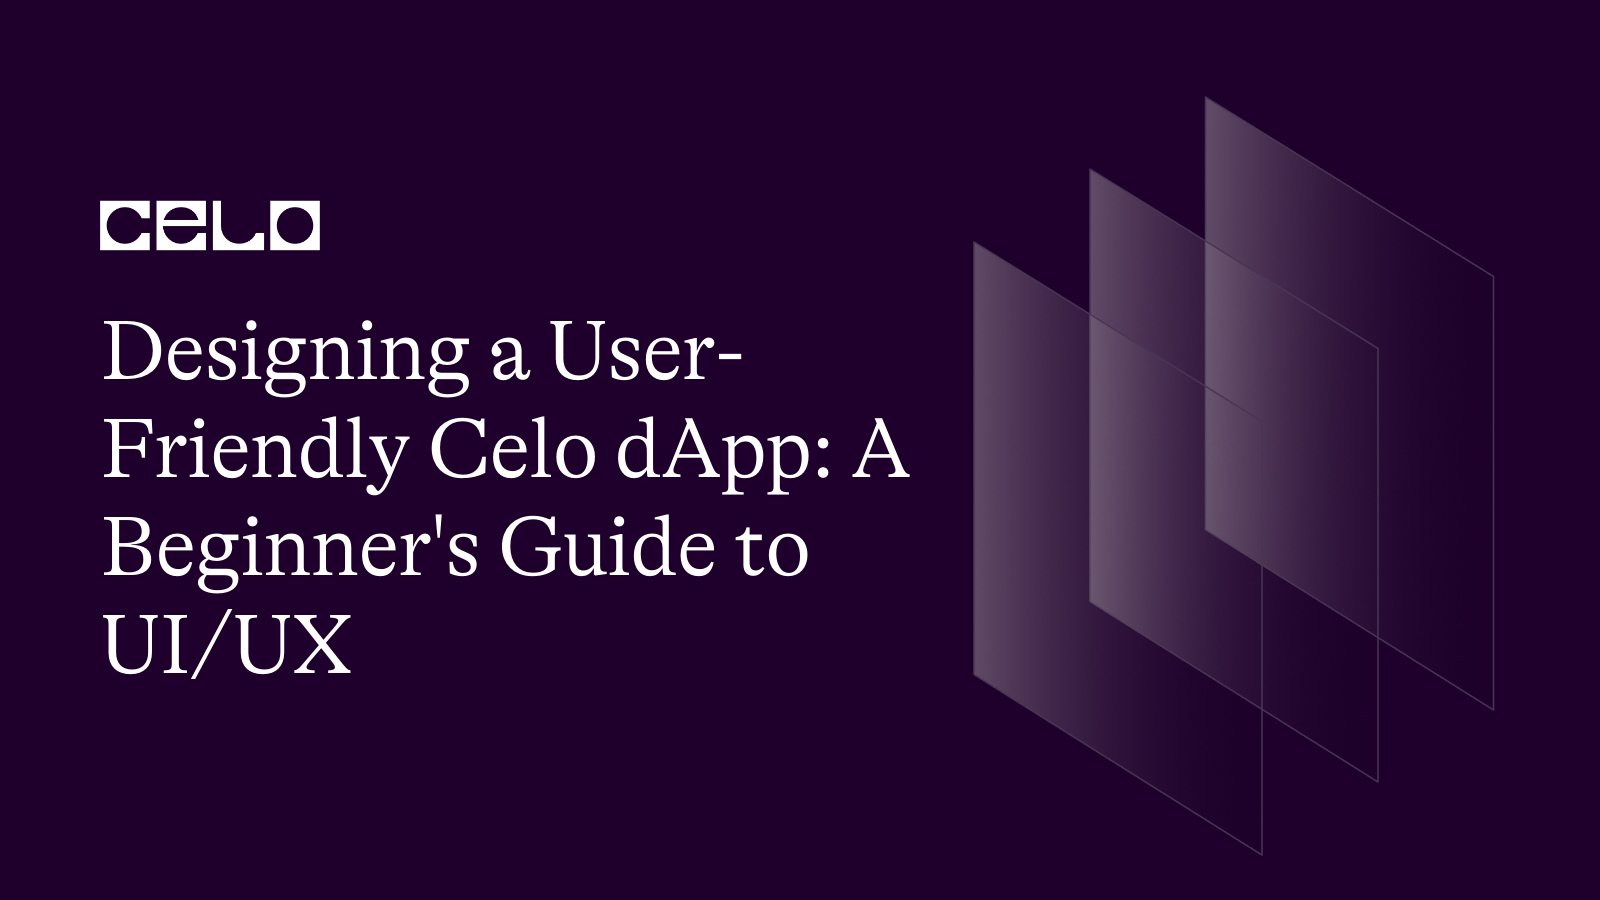 CELO
Designing a User-
Friendly Celo dApp: A
Beginner's Guide to
UI/UX